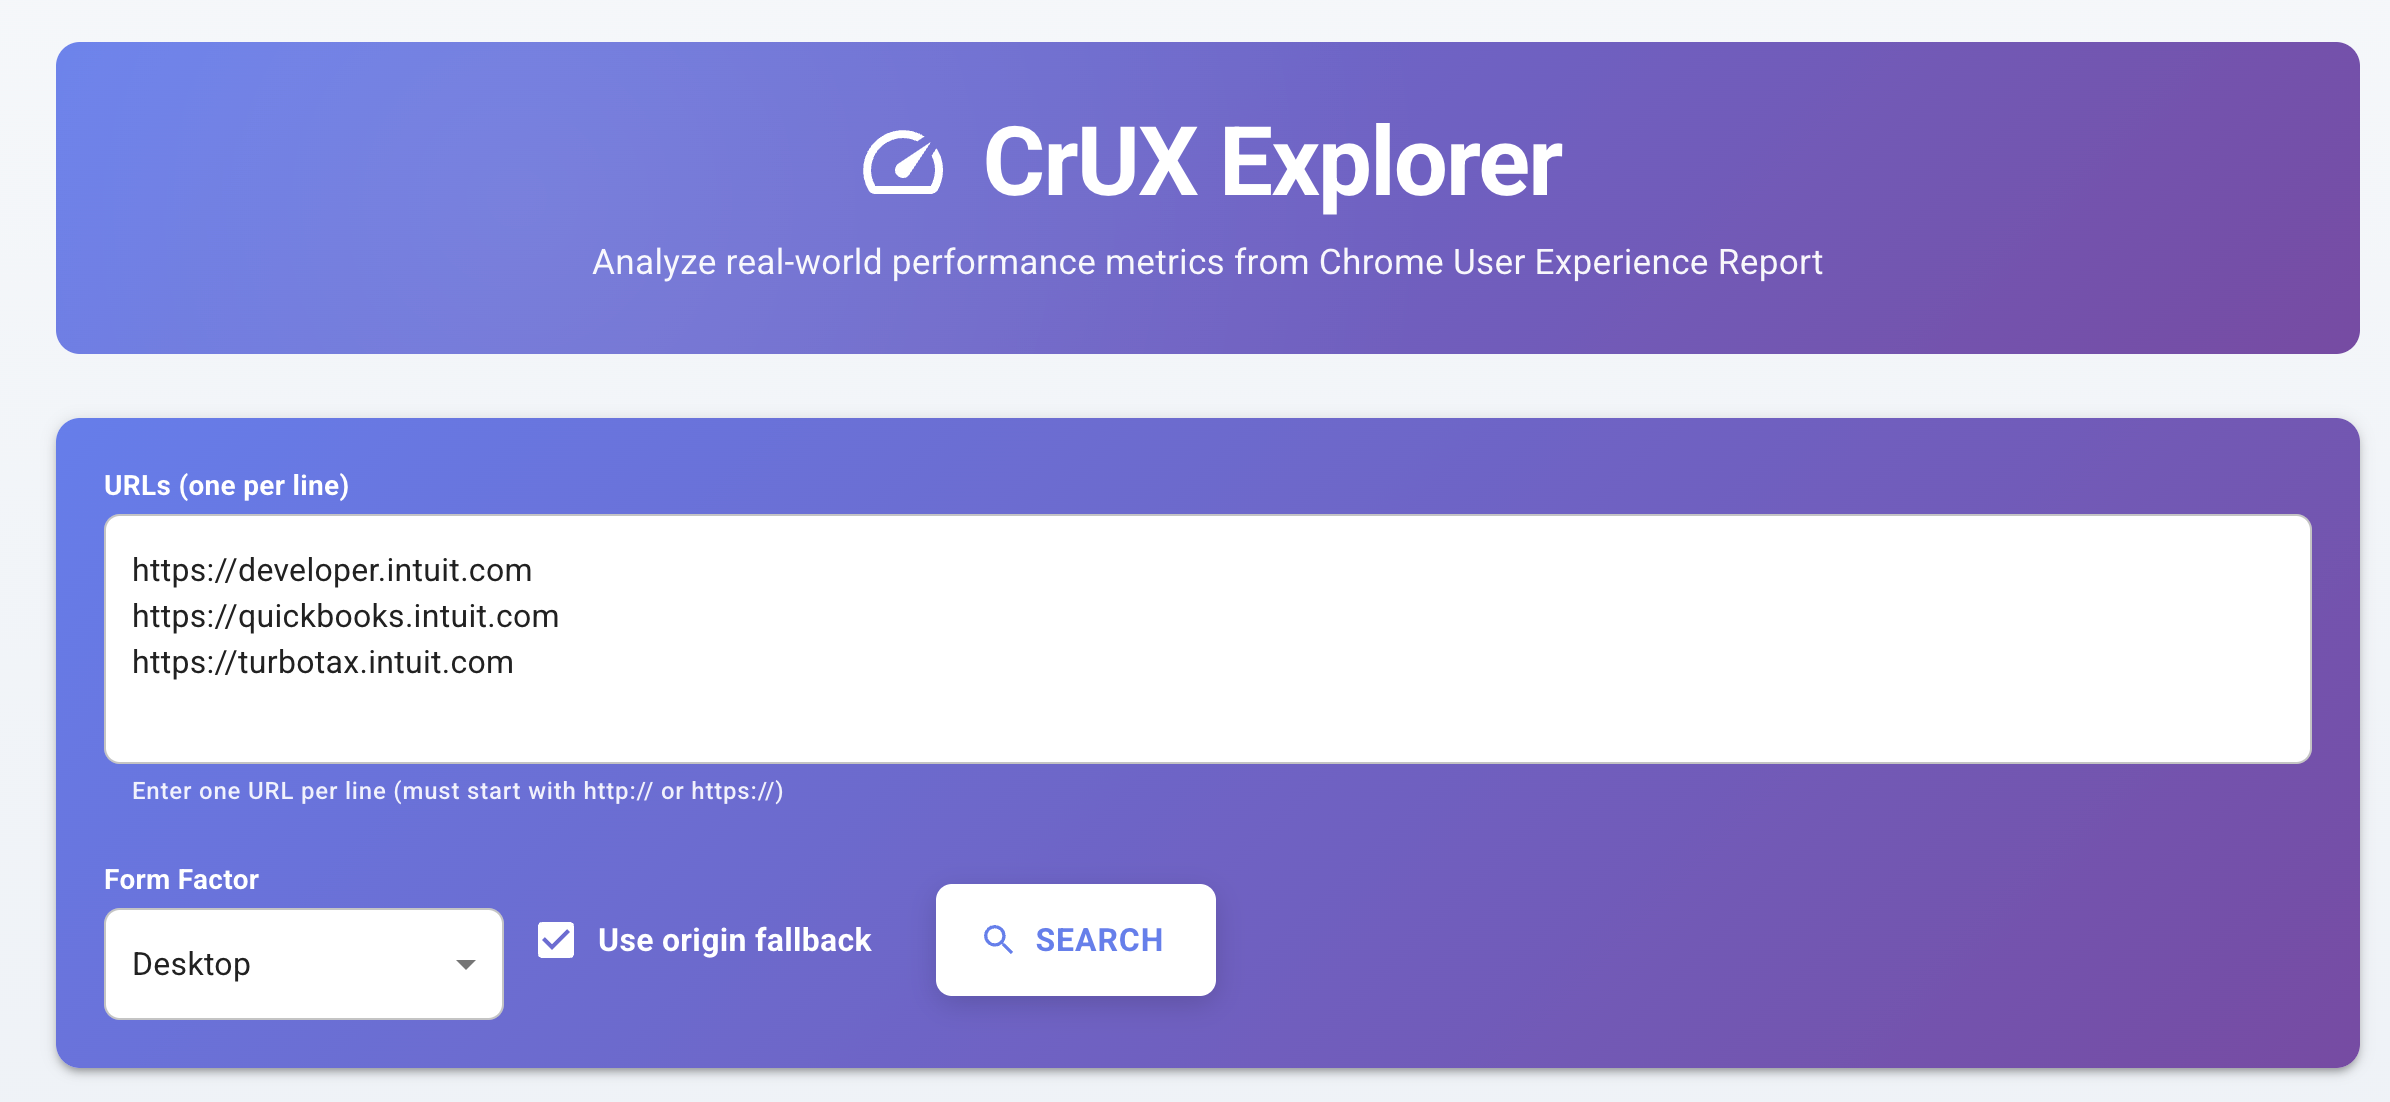 CrUX Explorer
Analyze real-world performance metrics from Chrome User Experience Report
URLs (one per line)
https://developer.intuit.com
https://quickbooks.intuit.com
https://turbotax.intuit.com
Enter one URL per line (must start with http:// or https://)
Form Factor
Desktop
Use origin fallback
SEARCH